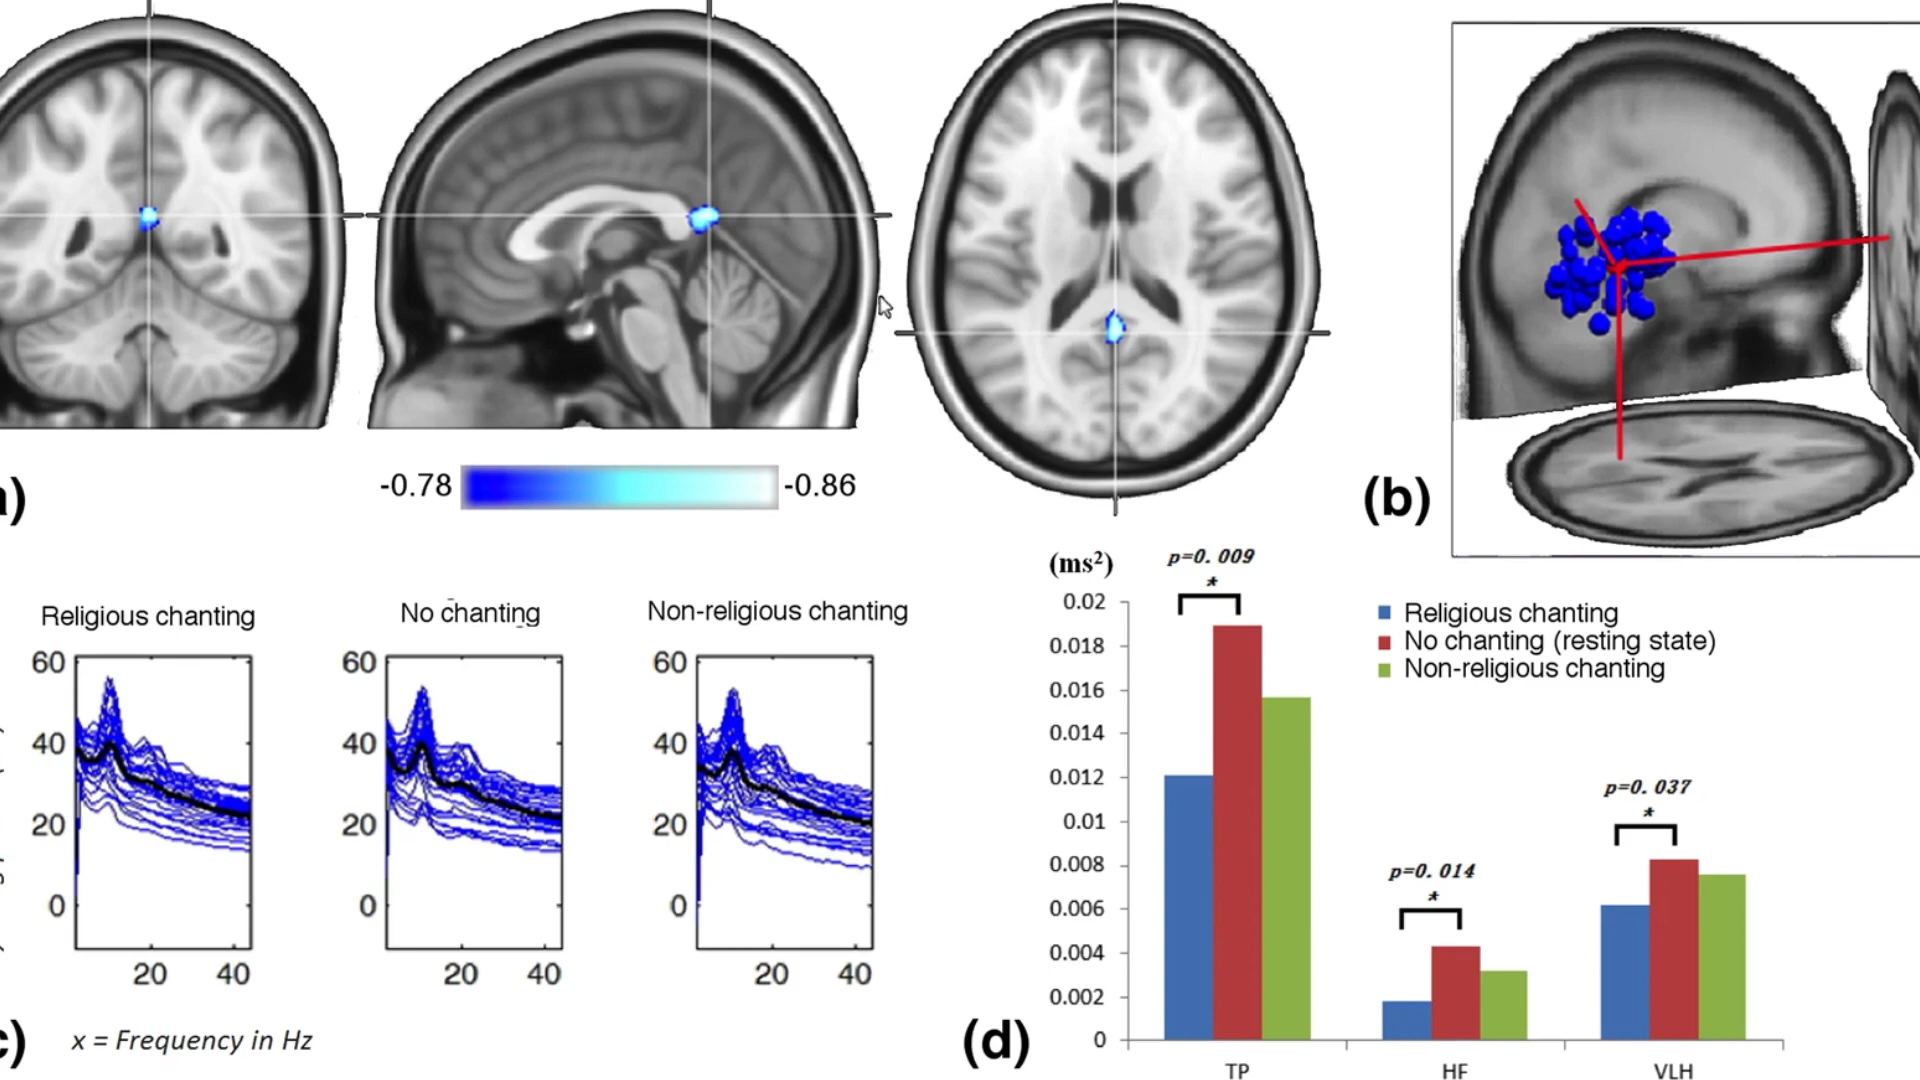 -0.78
-0.86
a)
(b)
Religious chanting
No chanting
Non-religious chanting
60
40
20
0
20
40
60
40
20
0
20
40
60
40
20
0
20
40
c)
x = Frequency in Hz
(d)
(ms²)
0.02
0.018
0.016
0.014
0.012
0.01
0.008
0.006
0.004
0.002
0
p=0.009
*
p=0.014
*
p=0.037
*
TP
HF
VLH
Religious chanting
No chanting (resting state)
Non-religious chanting